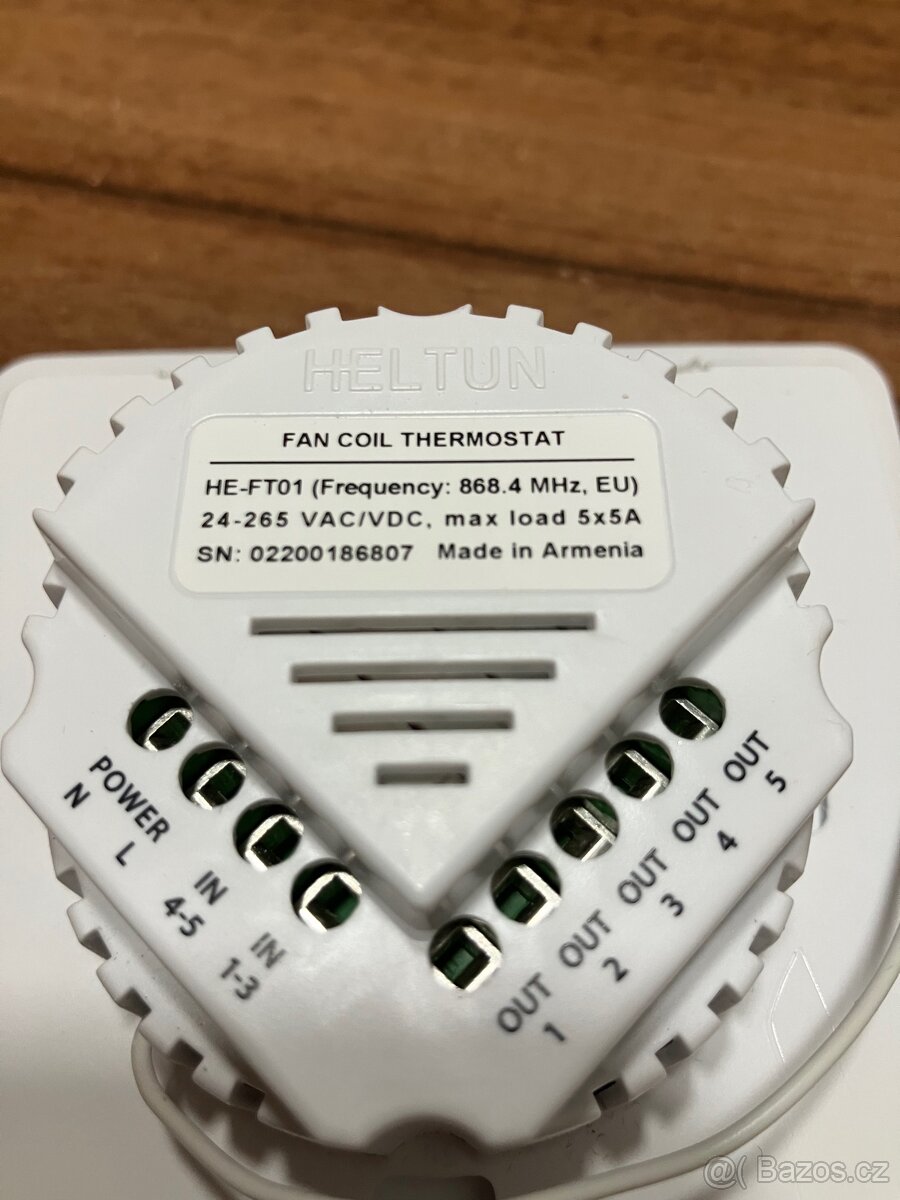 HELTUN
FAN COIL THERMOSTAT
HE-FT01 (Frequency: 868.4 MHz, EU)
24-265 VAC/VDC, max load 5x5A
SN: 02200186807 Made in Armenia
POWER
N
L
IN
4-5
IN
1-3
OUT
1
OUT
2
OUT
3
OUT
4
OUT
5
@( Bazos.cz